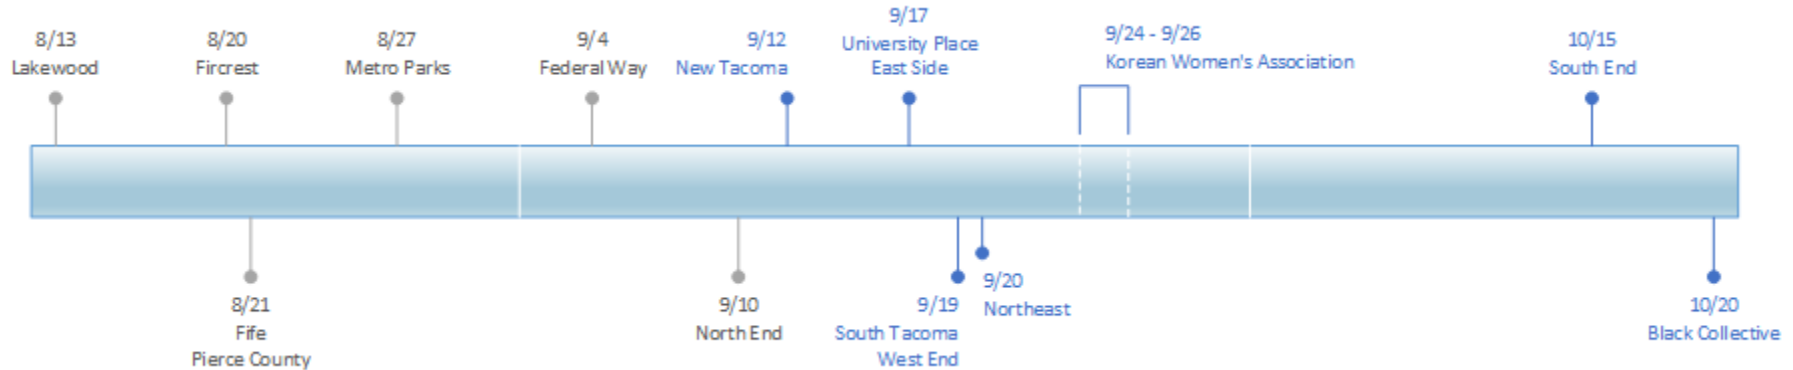 8/13
Lakewood
8/20
Fircrest
8/27
Metro Parks
9/4
Federal Way
9/12
New Tacoma
9/17
University Place
East Side
9/24 - 9/26
Korean Women's Association
10/15
South End
8/21
Fife
Pierce County
9/10
North End
9/19
South Tacoma
West End
9/20
Northeast
10/20
Black Collective